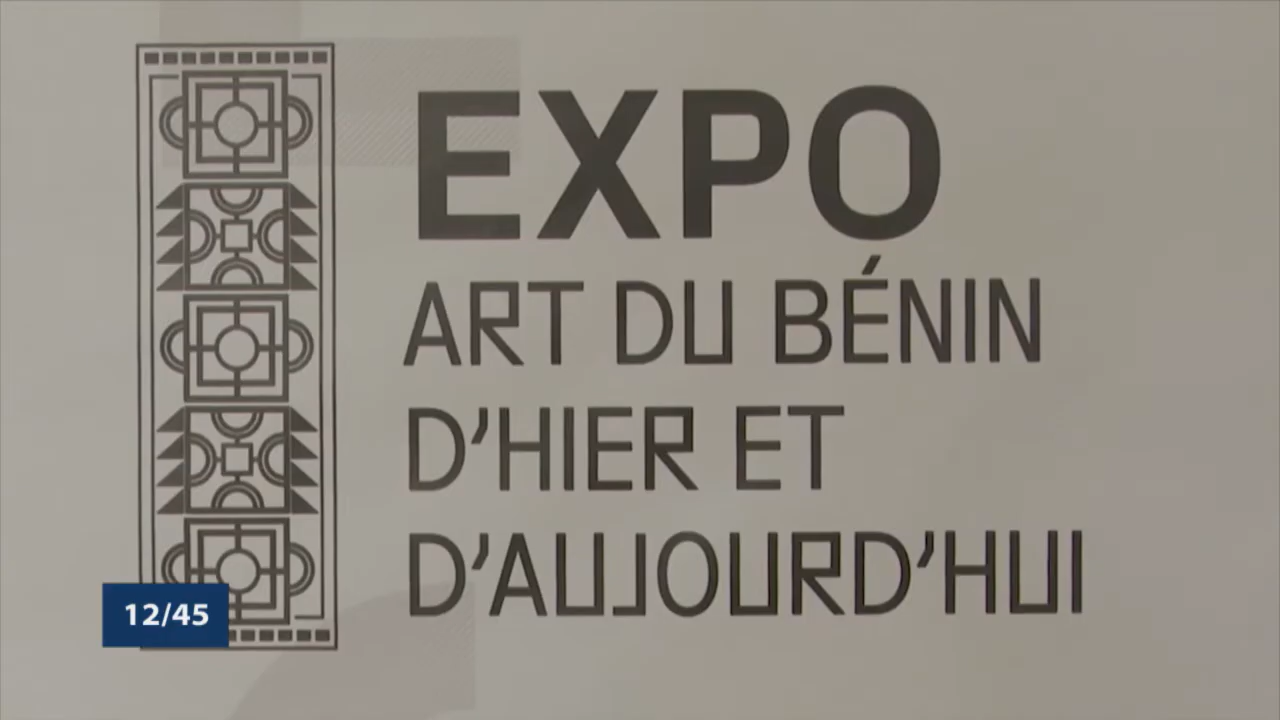 EXPO
ART DU BÉNIN
D'HIER ET
D'AUJOURD'HUI
12/45